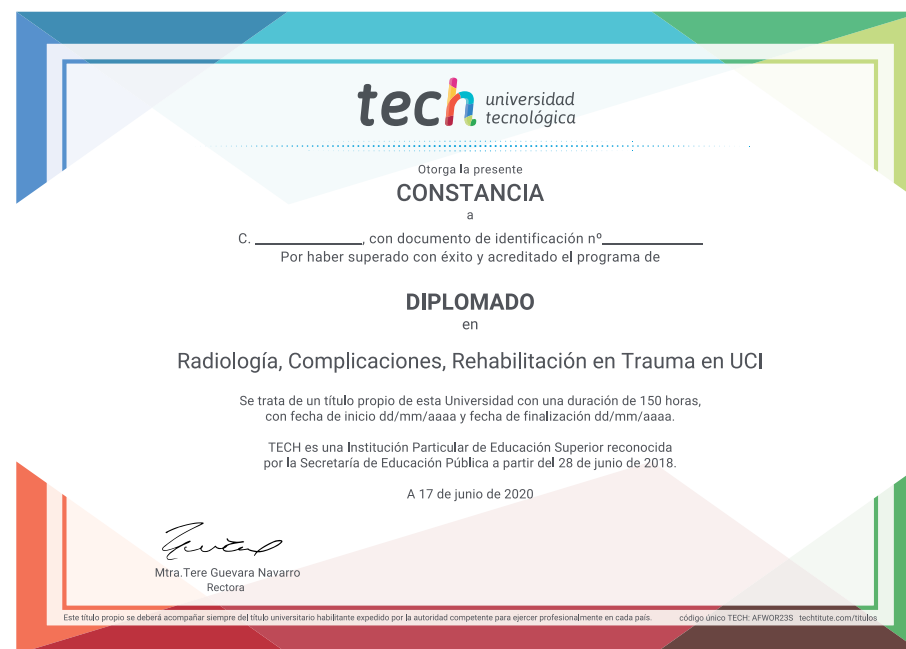 tech universidad
tecnológica
Otorga la presente
CONSTANCIA
a
C. ______________, con documento de identificación nº______________
Por haber superado con éxito y acreditado el programa de
DIPLOMADO
en
Radiología, Complicaciones, Rehabilitación en Trauma en UCI
Se trata de un título propio de esta Universidad con una duración de 150 horas,
con fecha de inicio dd/mm/aaaa y fecha de finalización dd/mm/aaaa.
TECH es una Institución Particular de Educación Superior reconocida
por la Secretaría de Educación Pública a partir del 28 de junio de 2018.
A 17 de junio de 2020
Mtra.Tere Guevara Navarro
Rectora
Este título propio se deberá acompañar siempre del título universitario habilitante expedido por la autoridad competente para ejercer profesionalmente en cada país. código único TECH: AFWOR23S techtitute.com/titulos